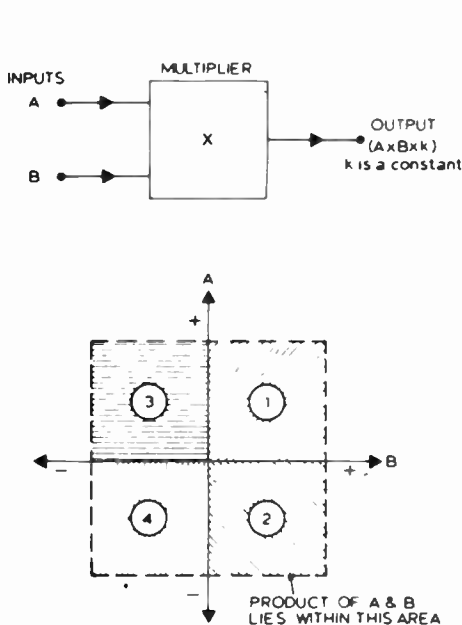 MULTIPLIER
INPUTS
A
B
X
OUTPUT
(AxBxk)
k is a constant
A
+
3
1
−
+
B
4
2
−
PRODUCT OF A & B
LIES WITHIN THIS AREA